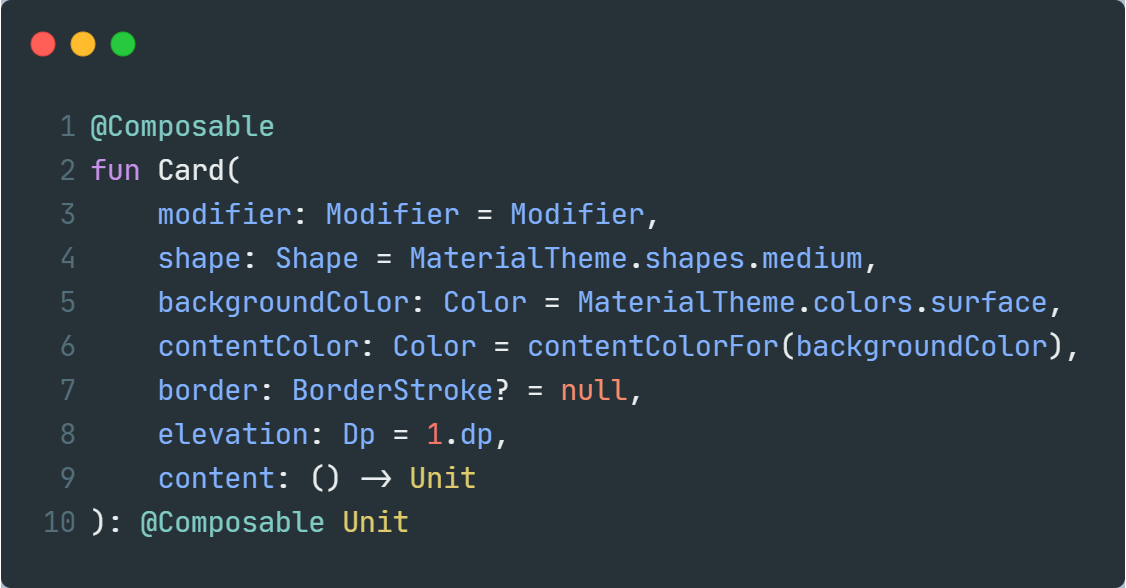 1 @Composable
2 fun Card(
3     modifier: Modifier = Modifier,
4     shape: Shape = MaterialTheme.shapes.medium,
5     backgroundColor: Color = MaterialTheme.colors.surface,
6     contentColor: Color = contentColorFor(backgroundColor),
7     border: BorderStroke? = null,
8     elevation: Dp = 1.dp,
9     content: () -> Unit
10 ): @Composable Unit